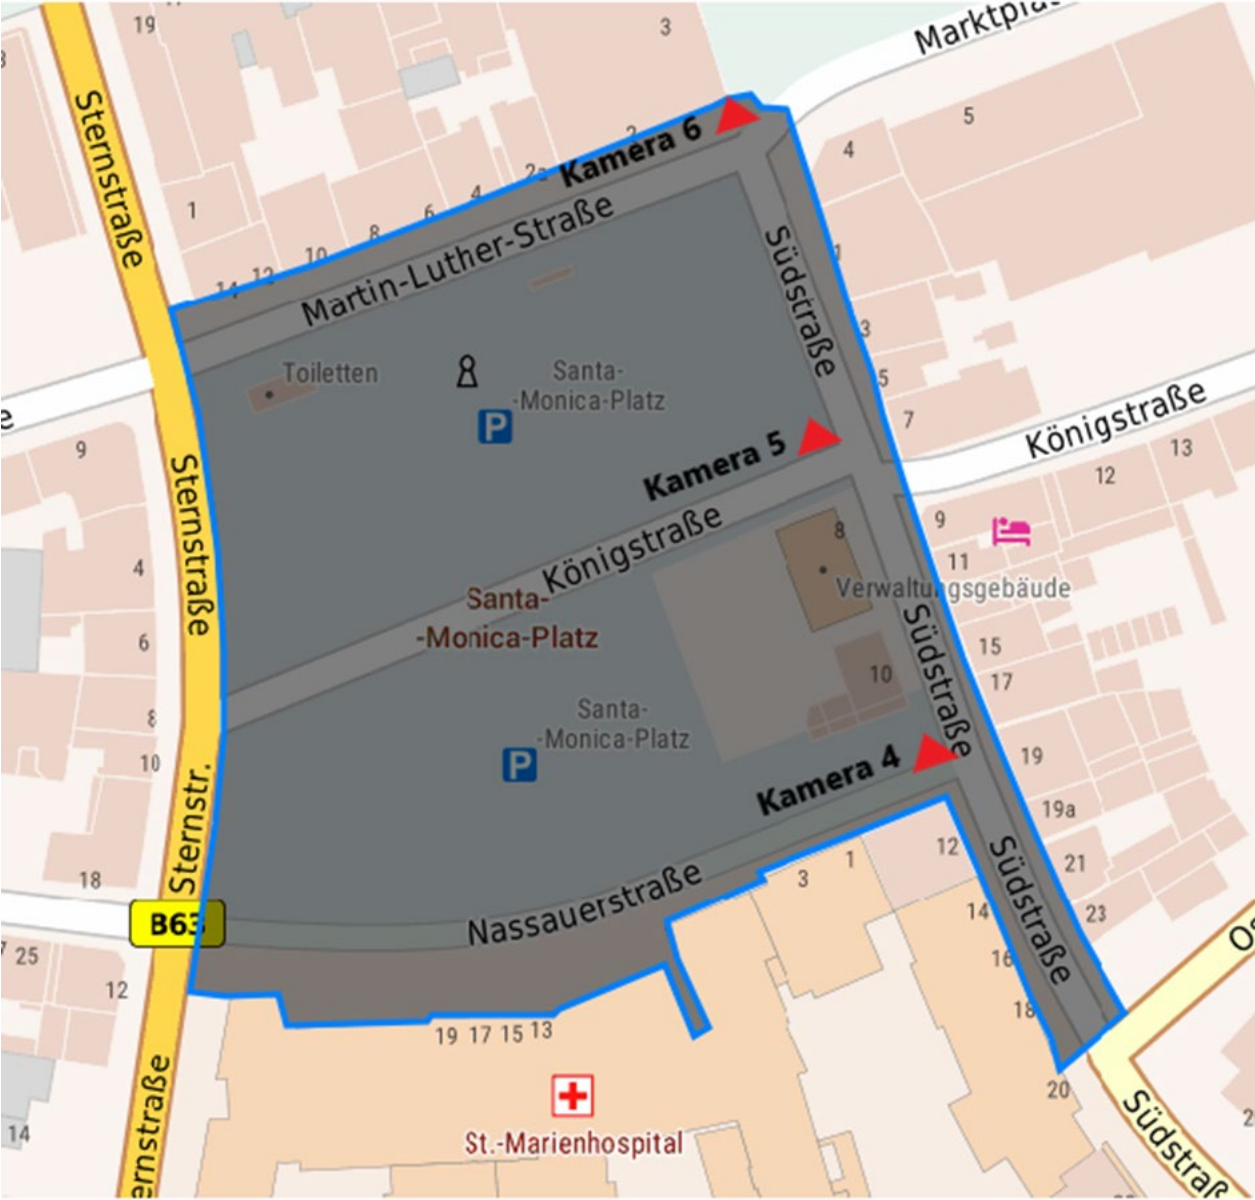 19
3
Marktplatz
5
Sternstraße
Kamera 6
2
4
2a
4
1
6
8
10
12
14
Martin-Luther-Straße
Südstraße
1
3
5
7
Toiletten
Santa-
-Monica-Platz
P
Kamera 5
Königstraße
13
12
9
Sternstraße
Königstraße
8
9
11
Verwaltungsgebäude
4
Santa-
-Monica-Platz
6
Südstraße
15
17
10
8
Santa-
-Monica-Platz
P
10
Kamera 4
19
19a
Sternstr.
Südstraße
21
18
12
1
3
Nassauerstraße
14
23
B63
25
12
16
18
19 17 15 13
20
St.-Marienhospital
14
Südstraß
ernstraße